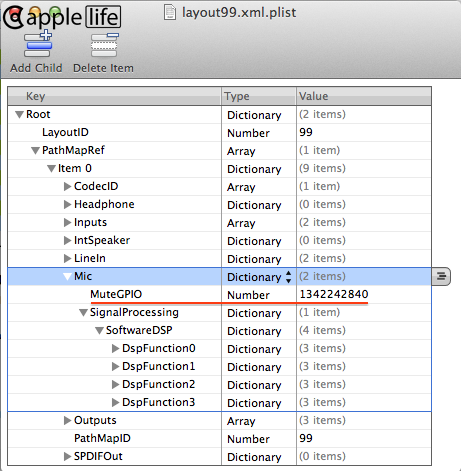 apple life
layout99.xml.plist
Add Child Delete Item
Key Type Value
Root Dictionary (2 items)
LayoutID Number 99
PathMapRef Array (1 item)
Item 0 Dictionary (9 items)
CodecID Array (1 item)
Headphone Dictionary (0 items)
Inputs Array (2 items)
IntSpeaker Dictionary (0 items)
LineIn Dictionary (0 items)
Mic Dictionary (2 items)
MuteGPIO Number 1342242840
SignalProcessing Dictionary (1 item)
SoftwareDSP Dictionary (4 items)
DspFunction0 Dictionary (3 items)
DspFunction1 Dictionary (3 items)
DspFunction2 Dictionary (3 items)
DspFunction3 Dictionary (3 items)
Outputs Array (3 items)
PathMapID Number 99
SPDIFOut Dictionary (0 items)